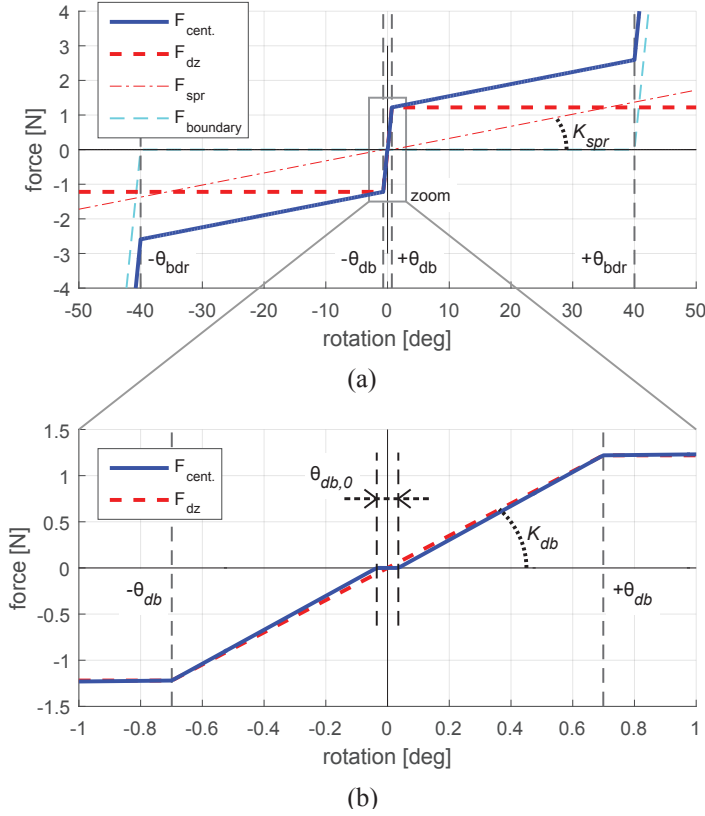 4
3
2
1
0
-1
-2
-3
-4
force [N]
F_cent.
F_dz
F_spr
F_boundary
K_spr
zoom
-θ_bdr
-θ_db
+θ_db
+θ_bdr
-50 -40 -30 -20 -10 0 10 20 30 40 50
rotation [deg]
(a)
1.5
1
0.5
0
-0.5
-1
-1.5
force [N]
F_cent.
F_dz
θ_db,0
K_db
-θ_db
+θ_db
-1 -0.8 -0.6 -0.4 -0.2 0 0.2 0.4 0.6 0.8 1
rotation [deg]
(b)